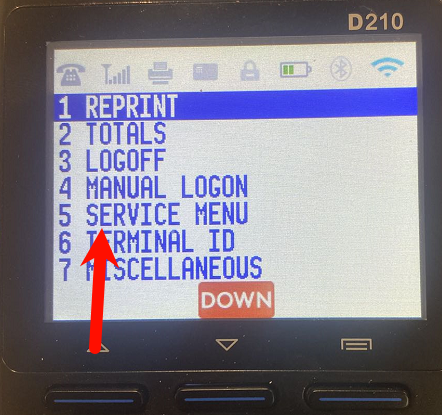 D210
1 REPRINT
2 TOTALS
3 LOGOFF
4 MANUAL LOGON
5 SERVICE MENU
6 TERMINAL ID
7 MISCELLANEOUS
DOWN